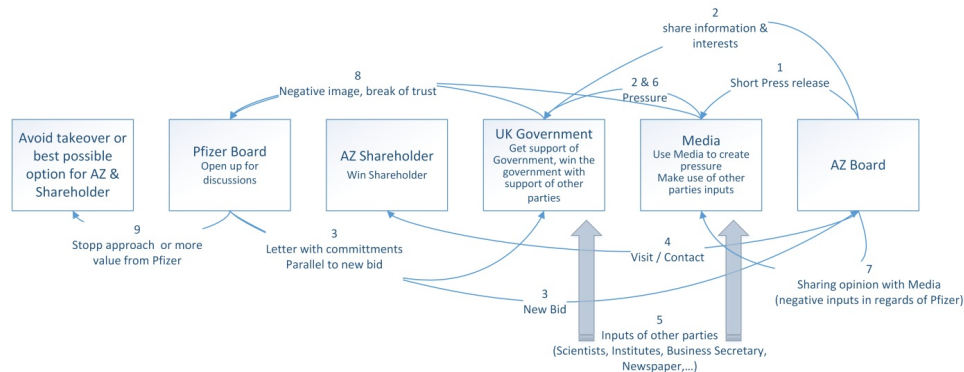 2
share information &
interests
1
Short Press release
8
Negative image, break of trust
2 & 6
Pressure
Avoid takeover or
best possible
option for AZ &
Shareholder
Pfizer Board
Open up for
discussions
AZ Shareholder
Win Shareholder
UK Government
Get support of
Government, win the
government with
support of other
parties
Media
Use Media to create
pressure
Make use of other
parties inputs
AZ Board
9
Stopp approach or more
value from Pfizer
3
Letter with committments
Parallel to new bid
4
Visit / Contact
7
Sharing opinion with Media
(negative inputs in regards of Pfizer)
3
New Bid
5
Inputs of other parties
(Scientists, Institutes, Business Secretary,
Newspaper,...)